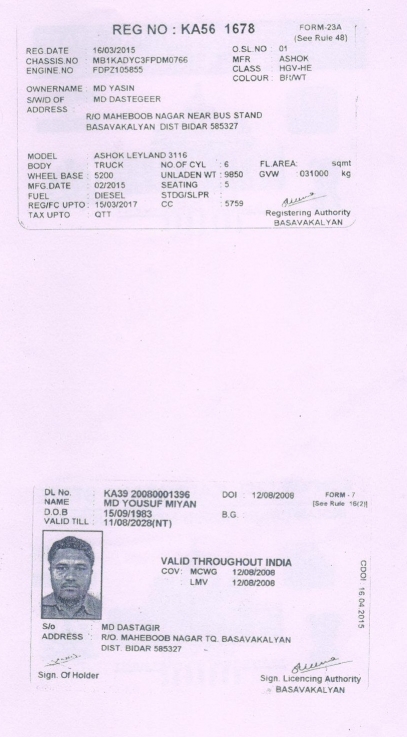 REG NO : KA56 1678
FORM-23A
(See Rule 48)
REG.DATE : 16/03/2015 O.SL.NO : 01
CHASSIS.NO : MB1KADYC3FPDM0766 MFR : ASHOK
ENGINE.NO : FDPZ105855 CLASS : HGV-HE
COLOUR : BR/WT
OWNERNAME : MD YASIN
S/W/D OF : MD DASTEGEER
ADDRESS :
R/O MAHEBOOB NAGAR NEAR BUS STAND
BASAVAKALYAN DIST BIDAR 585327
MODEL : ASHOK LEYLAND 3116
BODY : TRUCK NO.OF CYL : 6 FL.AREA: sqmt
WHEEL BASE : 5200 UNLADEN WT : 9850 GVW : 031000 kg
MFG.DATE : 02/2015 SEATING : 5
FUEL : DIESEL STDG/SLPR :
REG/FC UPTO : 15/03/2017 CC : 5759
TAX UPTO : QTT
Registering Authority
BASAVAKALYAN
DL No. : KA39 20080001396 DOI : 12/08/2008 FORM - 7
NAME : MD YOUSUF MIYAN [See Rule 16(2)]
D.O.B : 15/09/1983 B.G. :
VALID TILL : 11/08/2028(NT)
VALID THROUGHOUT INDIA
COV: MCWG 12/08/2008
: LMV 12/08/2008
CDOI: 16.04.2015
S/o : MD DASTAGIR
ADDRESS : R/O. MAHEBOOB NAGAR TQ. BASAVAKALYAN
DIST. BIDAR 585327
Sign. Of Holder
Sign. Licencing Authority
BASAVAKALYAN